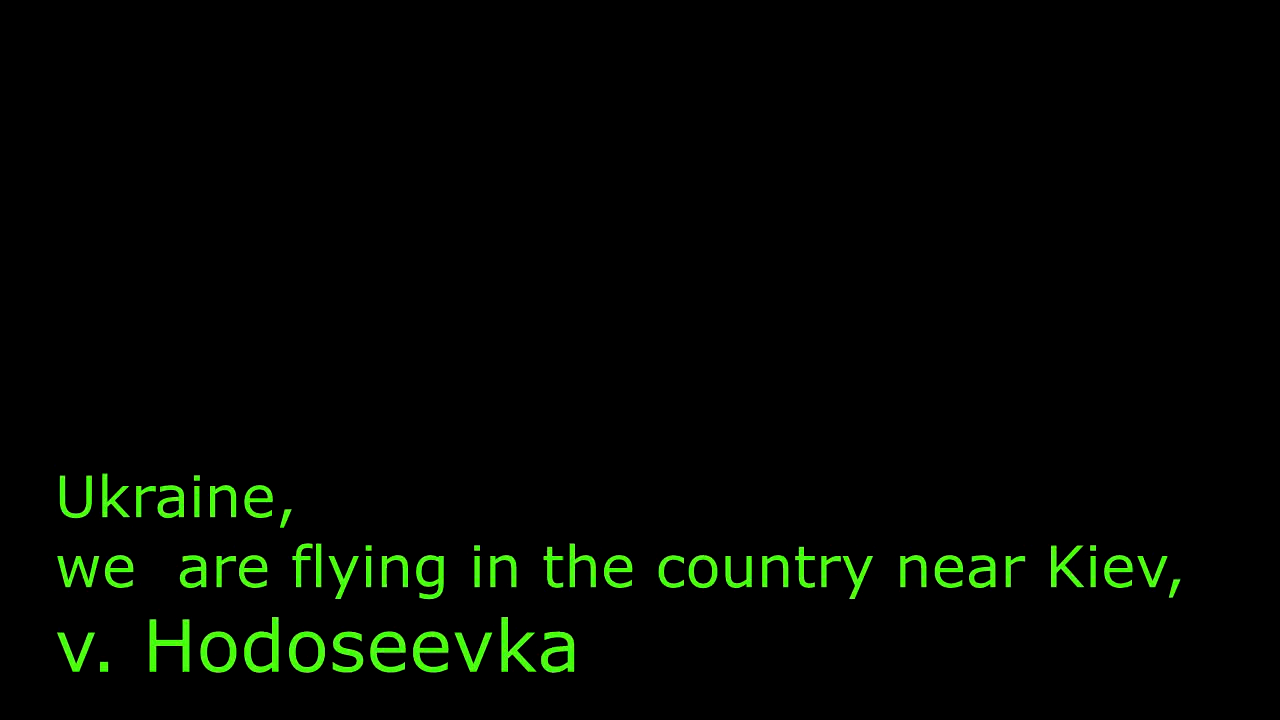 Ukraine,
we  are flying in the country near Kiev,
v. Hodoseevka